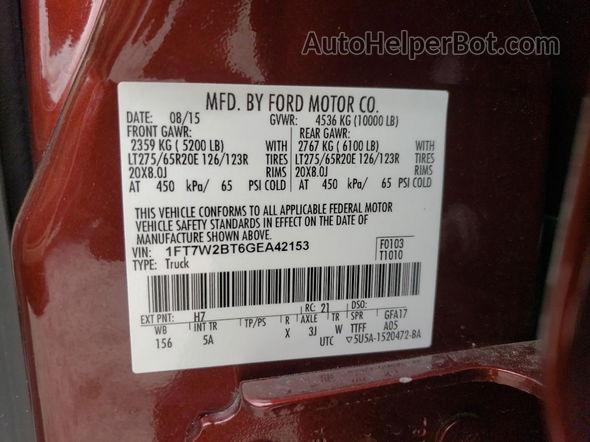 AutoHelperBot.com
MFD. BY FORD MOTOR CO.
DATE: 08/15 GVWR: 4536 KG (10000 LB)
FRONT GAWR: REAR GAWR:
2359 KG ( 5200 LB) WITH 2767 KG ( 6100 LB) WITH
LT275/65R20E 126/123R TIRES LT275/65R20E 126/123R TIRES
20X8.0J RIMS 20X8.0J RIMS
AT 450 kPa/ 65 PSI COLD AT 450 kPa/ 65 PSI COLD
THIS VEHICLE CONFORMS TO ALL APPLICABLE FEDERAL MOTOR
VEHICLE SAFETY STANDARDS IN EFFECT ON THE DATE OF
MANUFACTURE SHOWN ABOVE.
VIN: 1FT7W2BT6GEA42153 F0103
TYPE: Truck T1010
EXT PNT: H7 RC: 21 DSO:
WB INT TR TP/PS R AXLE TR SPR GFA17
156 5A X 3J W TTFF A05
UTC ▽5U5A-1520472-BA